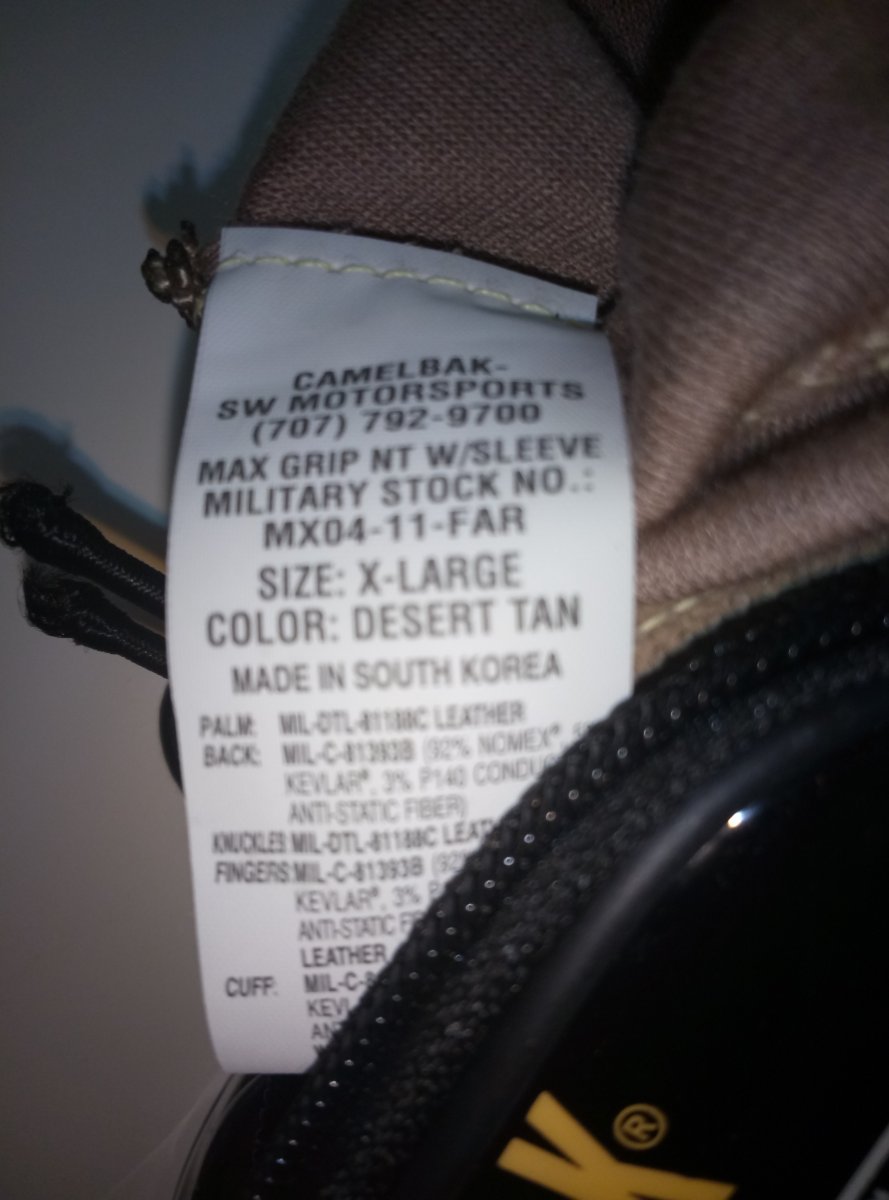 CAMELBAK-
SW MOTORSPORTS
(707) 792-9700
MAX GRIP NT W/SLEEVE
MILITARY STOCK NO.:
MX04-11-FAR
SIZE: X-LARGE
COLOR: DESERT TAN
MADE IN SOUTH KOREA
PALM: MIL-DTL-81188C LEATHER
BACK: MIL-C-81393B (92% NOMEX®
KEVLAR®, 3% P140
ANTI-STATIC FIBER)
KNUCKLES: MIL-DTL-81188C
FINGERS: MIL-C-81393B
KEVLAR®, 3%
ANTI-STATIC
LEATHER
CUFF:
K®